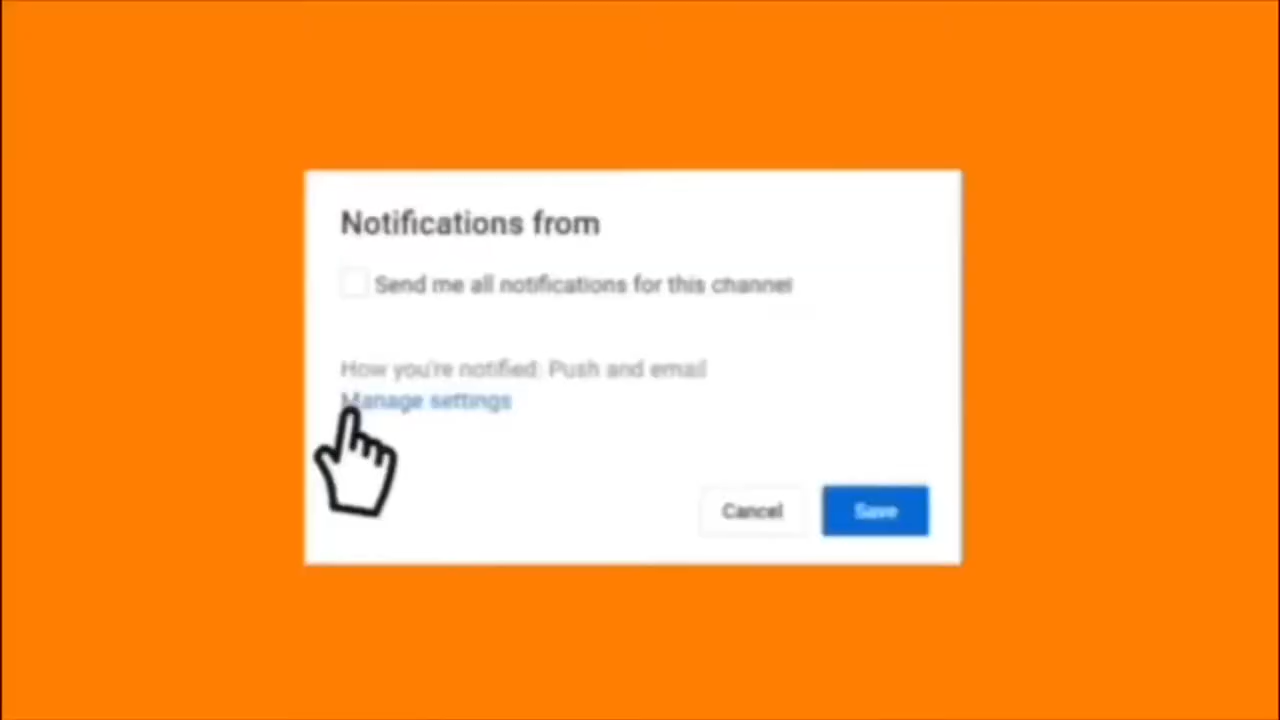 Notifications from
Send me all notifications for this channel
How you're notified: Push and email
Manage settings
Cancel
Save